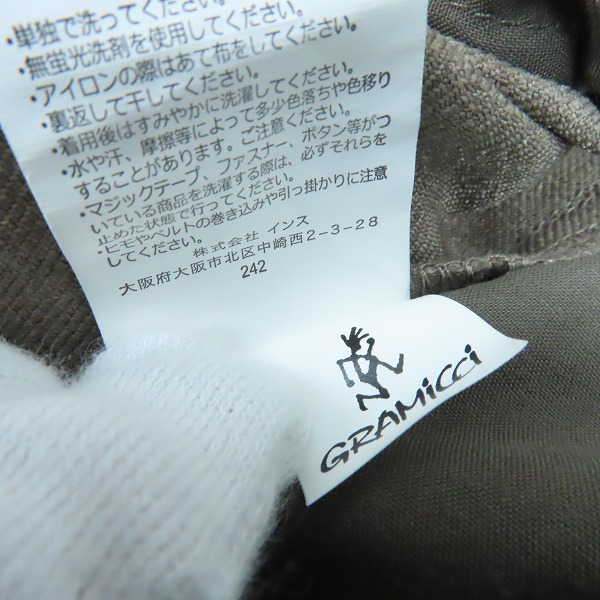 ・単独で洗ってください。
・無蛍光洗剤を使用してください。
・アイロンの際はあて布をしてください。
・裏返して干してください。
・着用後はすみやかに洗濯してください。
・水や汗、摩擦等によって多少色落ちや色移り
することがあります。ご注意ください。
・マジックテープ、ファスナー、ボタン等がつ
いている商品を洗濯する際は、必ずそれらを
止めた状態で行ってください。
・ヒモやベルトの巻き込みや引っ掛かりに注意
してください。
株式会社 インス
大阪府大阪市北区中崎西2-3-28
242
GRAMiCCi